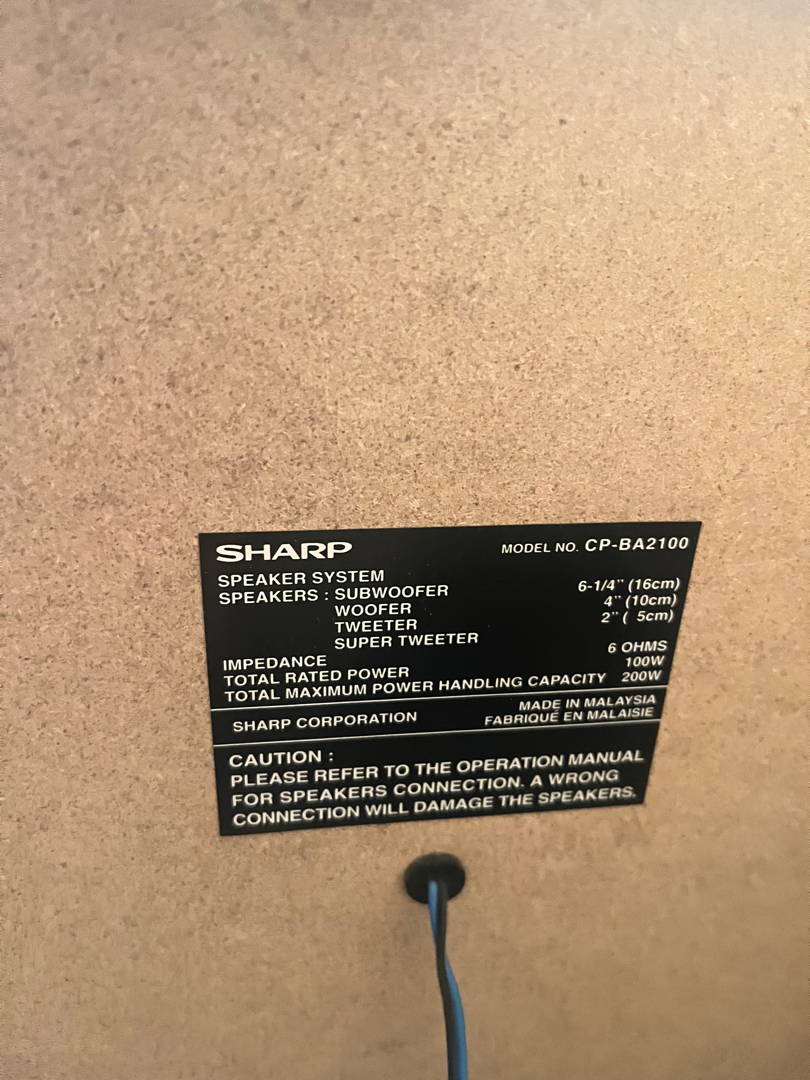 SHARP MODEL NO. CP-BA2100
SPEAKER SYSTEM
SPEAKERS : SUBWOOFER 6-1/4" (16cm)
WOOFER 4" (10cm)
TWEETER 2" ( 5cm)
SUPER TWEETER
IMPEDANCE 6 OHMS
TOTAL RATED POWER 100W
TOTAL MAXIMUM POWER HANDLING CAPACITY 200W
SHARP CORPORATION MADE IN MALAYSIA
FABRIQUÉ EN MALAISIE
CAUTION :
PLEASE REFER TO THE OPERATION MANUAL
FOR SPEAKERS CONNECTION. A WRONG
CONNECTION WILL DAMAGE THE SPEAKERS.